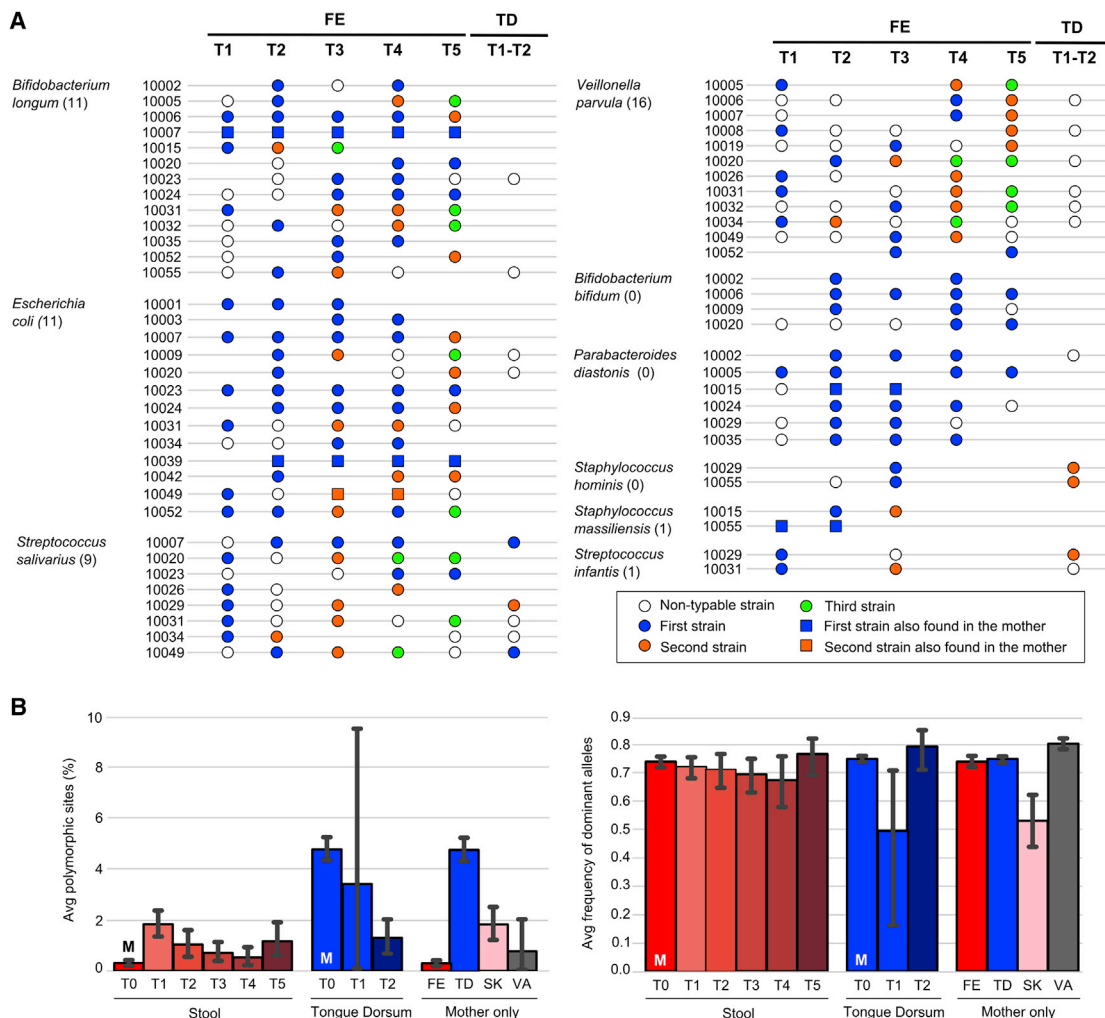 A
FE TD
T1 T2 T3 T4 T5 T1-T2
Bifidobacterium
longum (11)
10002
10005
10006
10007
10015
10020
10023
10024
10031
10032
10035
10052
10055
Escherichia
coli (11)
10001
10003
10007
10009
10020
10023
10024
10031
10034
10039
10042
10049
10052
Streptococcus
salivarius (9)
10007
10020
10023
10026
10029
10031
10034
10049
FE TD
T1 T2 T3 T4 T5 T1-T2
Veillonella
parvula (16)
10005
10006
10007
10008
10019
10020
10026
10031
10032
10034
10049
10052
Bifidobacterium
bifidum (0)
10002
10006
10009
10020
Parabacteroides
diastonis (0)
10002
10005
10015
10024
10029
10035
Staphylococcus
hominis (0)
10029
10055
Staphylococcus
massiliensis (1)
10015
10055
Streptococcus
infantis (1)
10029
10031
Non-typable strain
First strain
Second strain
Third strain
First strain also found in the mother
Second strain also found in the mother
B
Avg polymorphic sites (%)
10
8
6
4
2
0
M
M
T0 T1 T2 T3 T4 T5 T0 T1 T2 FE TD SK VA
Stool Tongue Dorsum Mother only
Avg frequency of dominant alleles
0.9
0.8
0.7
0.6
0.5
0.4
0.3
0.2
0.1
0.0
M
M
T0 T1 T2 T3 T4 T5 T0 T1 T2 FE TD SK VA
Stool Tongue Dorsum Mother only